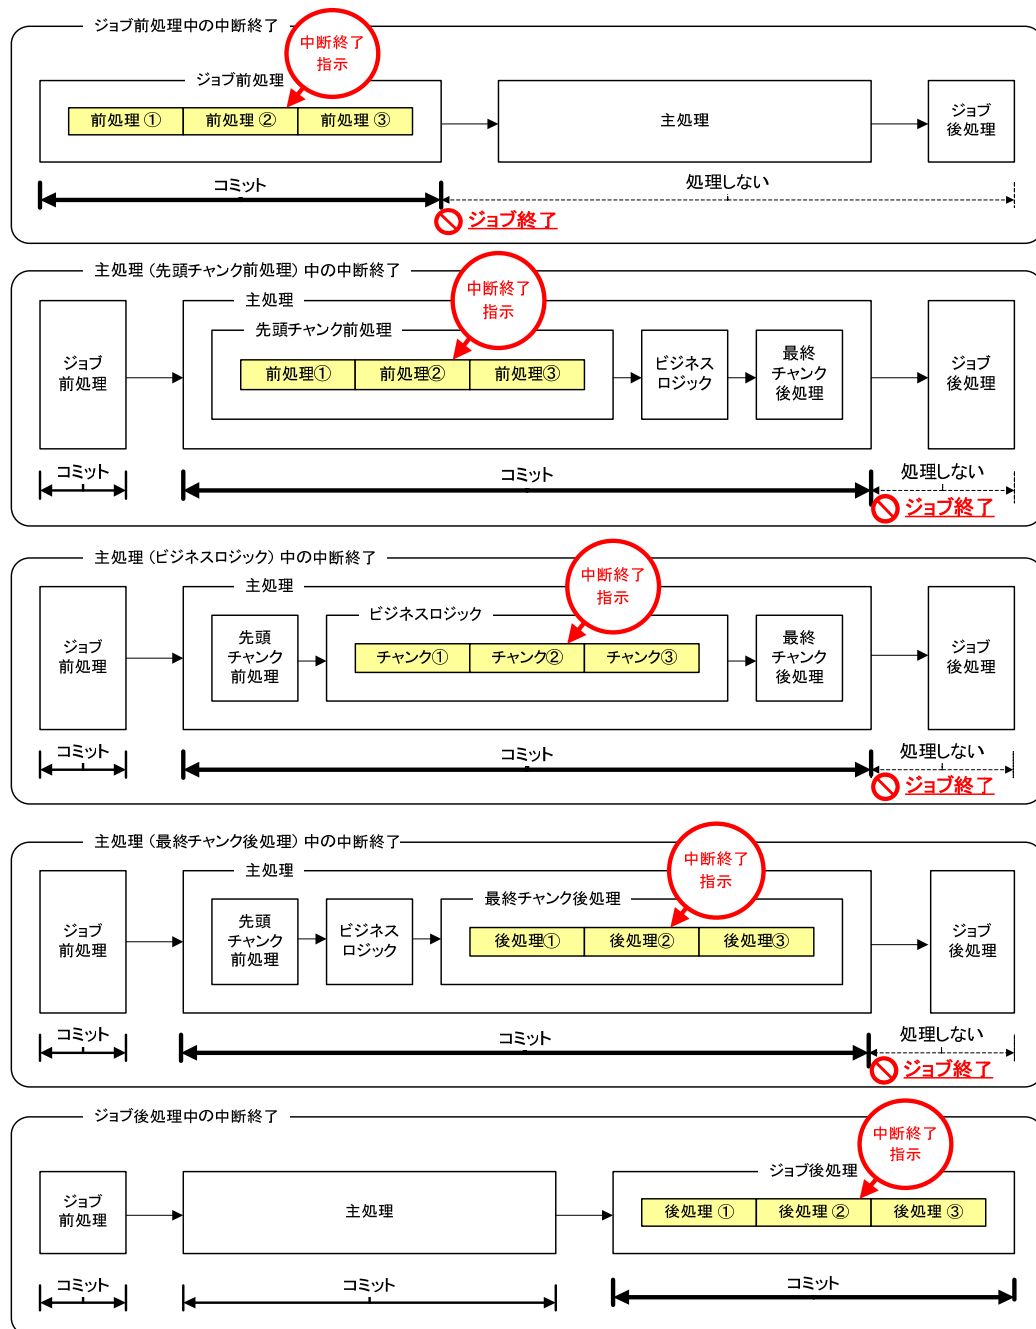 ジョブ前処理中の中断終了
中断終了
指示
ジョブ前処理
前処理 ①
前処理 ②
前処理 ③
主処理
ジョブ
後処理
コミット
処理しない
ジョブ終了
主処理（先頭チャンク前処理）中の中断終了
中断終了
指示
主処理
先頭チャンク前処理
ジョブ
前処理
前処理①
前処理②
前処理③
ビジネス
ロジック
最終
チャンク
後処理
ジョブ
後処理
コミット
コミット
処理しない
ジョブ終了
主処理（ビジネスロジック）中の中断終了
中断終了
指示
主処理
ビジネスロジック
ジョブ
前処理
先頭
チャンク
前処理
チャンク①
チャンク②
チャンク③
最終
チャンク
後処理
ジョブ
後処理
コミット
コミット
処理しない
ジョブ終了
主処理（最終チャンク後処理）中の中断終了
中断終了
指示
主処理
最終チャンク後処理
ジョブ
前処理
先頭
チャンク
前処理
ビジネス
ロジック
後処理①
後処理②
後処理③
ジョブ
後処理
コミット
コミット
処理しない
ジョブ終了
ジョブ後処理中の中断終了
中断終了
指示
ジョブ後処理
ジョブ
前処理
主処理
後処理 ①
後処理 ②
後処理 ③
コミット
コミット
コミット